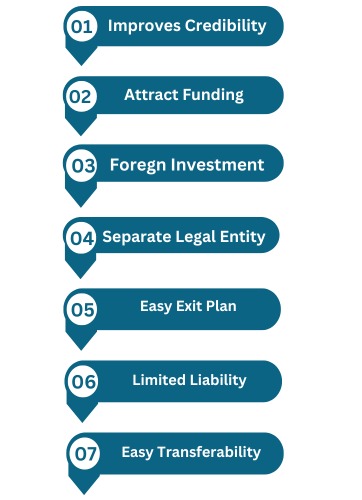 01 Improves Credibility
02 Attract Funding
03 Foregn Investment
04 Separate Legal Entity
05 Easy Exit Plan
06 Limited Liability
07 Easy Transferability